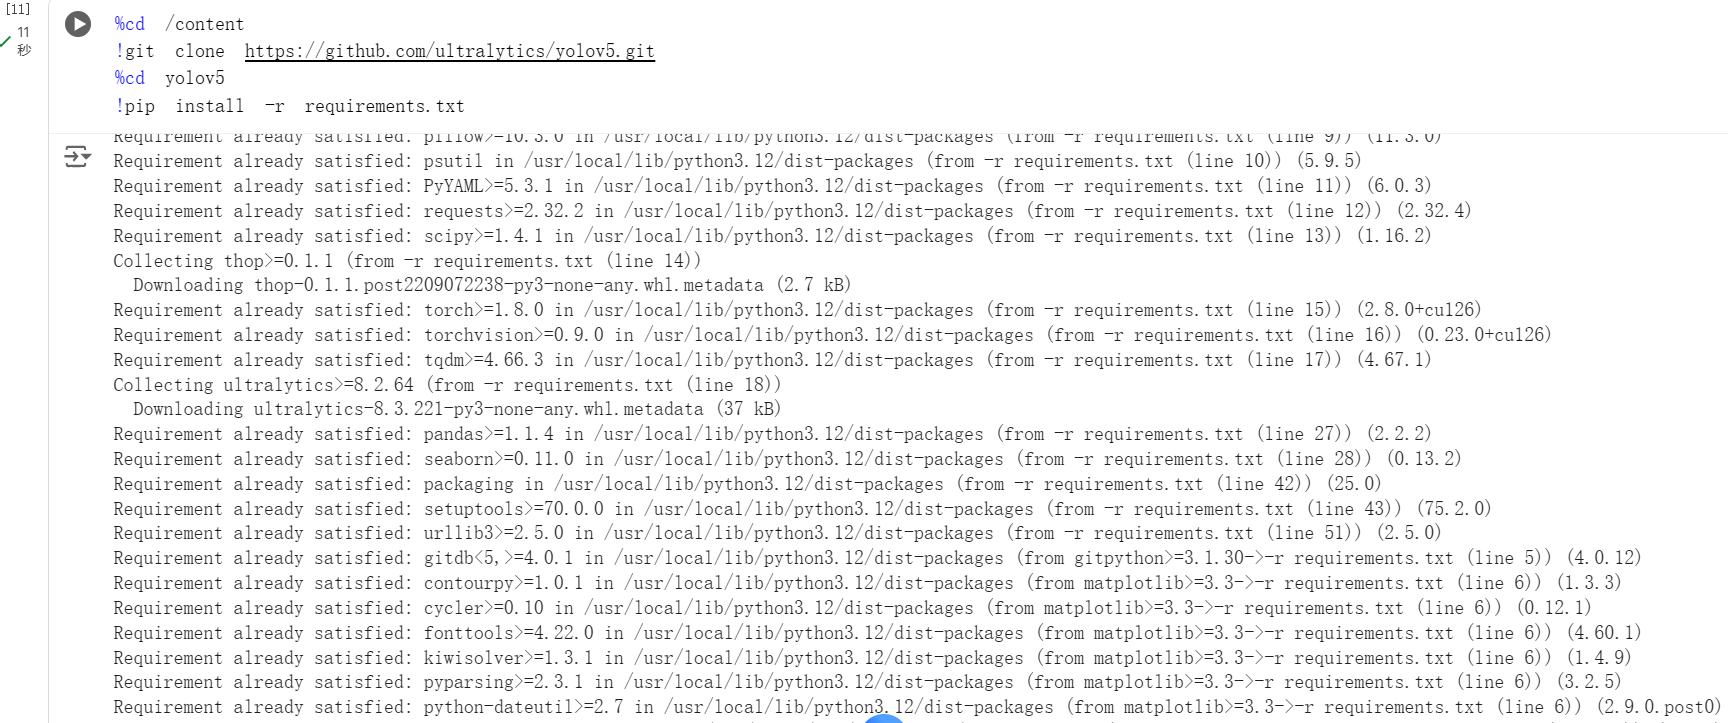 [11]
11
秒
%cd /content
!git clone https://github.com/ultralytics/yolov5.git
%cd yolov5
!pip install -r requirements.txt
Requirement already satisfied: pillow>=10.3.0 in /usr/local/lib/python3.12/dist-packages (from -r requirements.txt (line 9)) (11.3.0)
Requirement already satisfied: psutil in /usr/local/lib/python3.12/dist-packages (from -r requirements.txt (line 10)) (5.9.5)
Requirement already satisfied: PyYAML>=5.3.1 in /usr/local/lib/python3.12/dist-packages (from -r requirements.txt (line 11)) (6.0.3)
Requirement already satisfied: requests>=2.32.2 in /usr/local/lib/python3.12/dist-packages (from -r requirements.txt (line 12)) (2.32.4)
Requirement already satisfied: scipy>=1.4.1 in /usr/local/lib/python3.12/dist-packages (from -r requirements.txt (line 13)) (1.16.2)
Collecting thop>=0.1.1 (from -r requirements.txt (line 14))
Downloading thop-0.1.1.post2209072238-py3-none-any.whl.metadata (2.7 kB)
Requirement already satisfied: torch>=1.8.0 in /usr/local/lib/python3.12/dist-packages (from -r requirements.txt (line 15)) (2.8.0+cu126)
Requirement already satisfied: torchvision>=0.9.0 in /usr/local/lib/python3.12/dist-packages (from -r requirements.txt (line 16)) (0.23.0+cu126)
Requirement already satisfied: tqdm>=4.66.3 in /usr/local/lib/python3.12/dist-packages (from -r requirements.txt (line 17)) (4.67.1)
Collecting ultralytics>=8.2.64 (from -r requirements.txt (line 18))
Downloading ultralytics-8.3.221-py3-none-any.whl.metadata (37 kB)
Requirement already satisfied: pandas>=1.1.4 in /usr/local/lib/python3.12/dist-packages (from -r requirements.txt (line 27)) (2.2.2)
Requirement already satisfied: seaborn>=0.11.0 in /usr/local/lib/python3.12/dist-packages (from -r requirements.txt (line 28)) (0.13.2)
Requirement already satisfied: packaging in /usr/local/lib/python3.12/dist-packages (from -r requirements.txt (line 42)) (25.0)
Requirement already satisfied: setuptools>=70.0.0 in /usr/local/lib/python3.12/dist-packages (from -r requirements.txt (line 43)) (75.2.0)
Requirement already satisfied: urllib3>=2.5.0 in /usr/local/lib/python3.12/dist-packages (from -r requirements.txt (line 51)) (2.5.0)
Requirement already satisfied: gitdb<5,>=4.0.1 in /usr/local/lib/python3.12/dist-packages (from gitpython>=3.1.30->-r requirements.txt (line 5)) (4.0.12)
Requirement already satisfied: contourpy>=1.0.1 in /usr/local/lib/python3.12/dist-packages (from matplotlib>=3.3->-r requirements.txt (line 6)) (1.3.3)
Requirement already satisfied: cycler>=0.10 in /usr/local/lib/python3.12/dist-packages (from matplotlib>=3.3->-r requirements.txt (line 6)) (0.12.1)
Requirement already satisfied: fonttools>=4.22.0 in /usr/local/lib/python3.12/dist-packages (from matplotlib>=3.3->-r requirements.txt (line 6)) (4.60.1)
Requirement already satisfied: kiwisolver>=1.3.1 in /usr/local/lib/python3.12/dist-packages (from matplotlib>=3.3->-r requirements.txt (line 6)) (1.4.9)
Requirement already satisfied: pyparsing>=2.3.1 in /usr/local/lib/python3.12/dist-packages (from matplotlib>=3.3->-r requirements.txt (line 6)) (3.2.5)
Requirement already satisfied: python-dateutil>=2.7 in /usr/local/lib/python3.12/dist-packages (from matplotlib>=3.3->-r requirements.txt (line 6)) (2.9.0.post0)